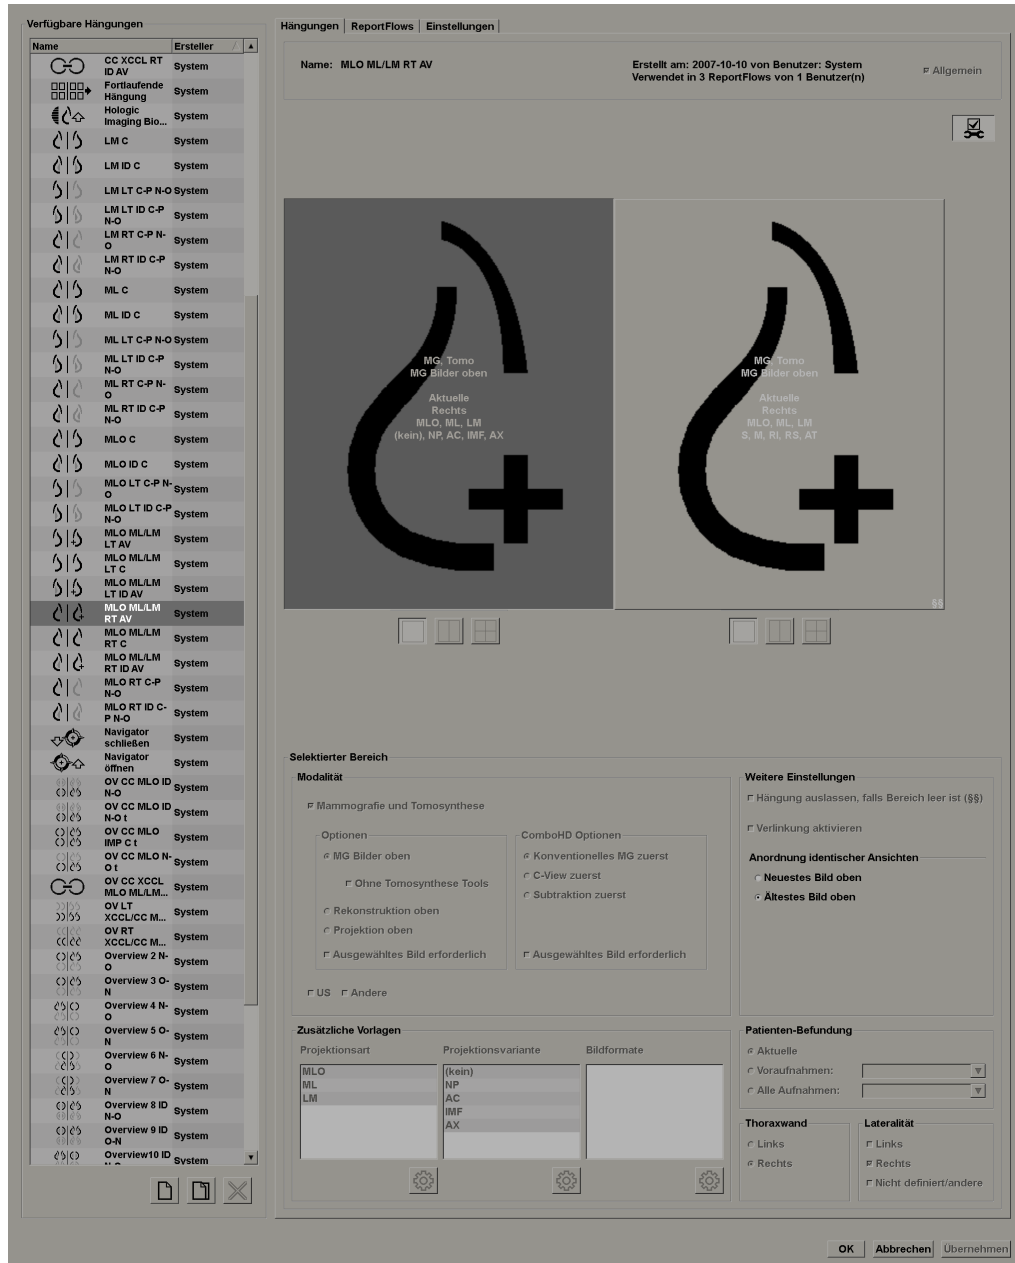 Verfügbare Hängungen
Name Ersteller
CC XCCL RT
ID AV System
Fortlaufende
Hängung System
Hologic
Imaging Bio... System
LM C System
LM ID C System
LM LT C-P N-O System
LM LT ID C-P
N-O System
LM RT C-P N-
O System
LM RT ID C-P
N-O System
ML C System
ML ID C System
ML LT C-P N-O System
ML LT ID C-P
N-O System
ML RT C-P N-
O System
ML RT ID C-P
N-O System
MLO C System
MLO ID C System
MLO LT C-P N-
O System
MLO LT ID C-P
N-O System
MLO ML/LM
LT AV System
MLO ML/LM
LT C System
MLO ML/LM
LT ID AV System
MLO ML/LM
RT AV System
MLO ML/LM
RT C System
MLO ML/LM
RT ID AV System
MLO RT C-P
N-O System
MLO RT ID C-
P N-O System
Navigator
schließen System
Navigator
öffnen System
OV CC MLO ID
N-O System
OV CC MLO ID
N-O t System
OV CC MLO
IMP C t System
OV CC MLO N-
O t System
OV CC XCCL
MLO ML/LM... System
OV LT
XCCL/CC M... System
OV RT
XCCL/CC M... System
Overview 2 N-
O System
Overview 3 O-
N System
Overview 4 N-
O System
Overview 5 O-
N System
Overview 6 N-
O System
Overview 7 O-
N System
Overview 8 ID
N-O System
Overview 9 ID
O-N System
Overview10 ID
N-O System
Hängungen ReportFlows Einstellungen
Name: MLO ML/LM RT AV
Erstellt am: 2007-10-10 von Benutzer: System
Verwendet in 3 ReportFlows von 1 Benutzer(n)
Allgemein
MG, Tomo
MG Bilder oben
Aktuelle
Rechts
MLO, ML, LM
(kein), NP, AC, IMF, AX
MG, Tomo
MG Bilder oben
Aktuelle
Rechts
MLO, ML, LM
S, M, RI, RS, AT
§§
Selektierter Bereich
Modalität
Mammografie und Tomosynthese
Optionen
MG Bilder oben
Ohne Tomosynthese Tools
Rekonstruktion oben
Projektion oben
Ausgewähltes Bild erforderlich
ComboHD Optionen
Konventionelles MG zuerst
C-View zuerst
Subtraktion zuerst
Ausgewähltes Bild erforderlich
US Andere
Weitere Einstellungen
Hängung auslassen, falls Bereich leer ist (§§)
Verlinkung aktivieren
Anordnung identischer Ansichten
Neuestes Bild oben
Ältestes Bild oben
Zusätzliche Vorlagen
Projektionsart
MLO
ML
LM
Projektionsvariante
(kein)
NP
AC
IMF
AX
Bildformate
Patienten-Befundung
Aktuelle
Voraufnahmen:
Alle Aufnahmen:
Thoraxwand
Links
Rechts
Lateralität
Links
Rechts
Nicht definiert/andere
OK Abbrechen Übernehmen